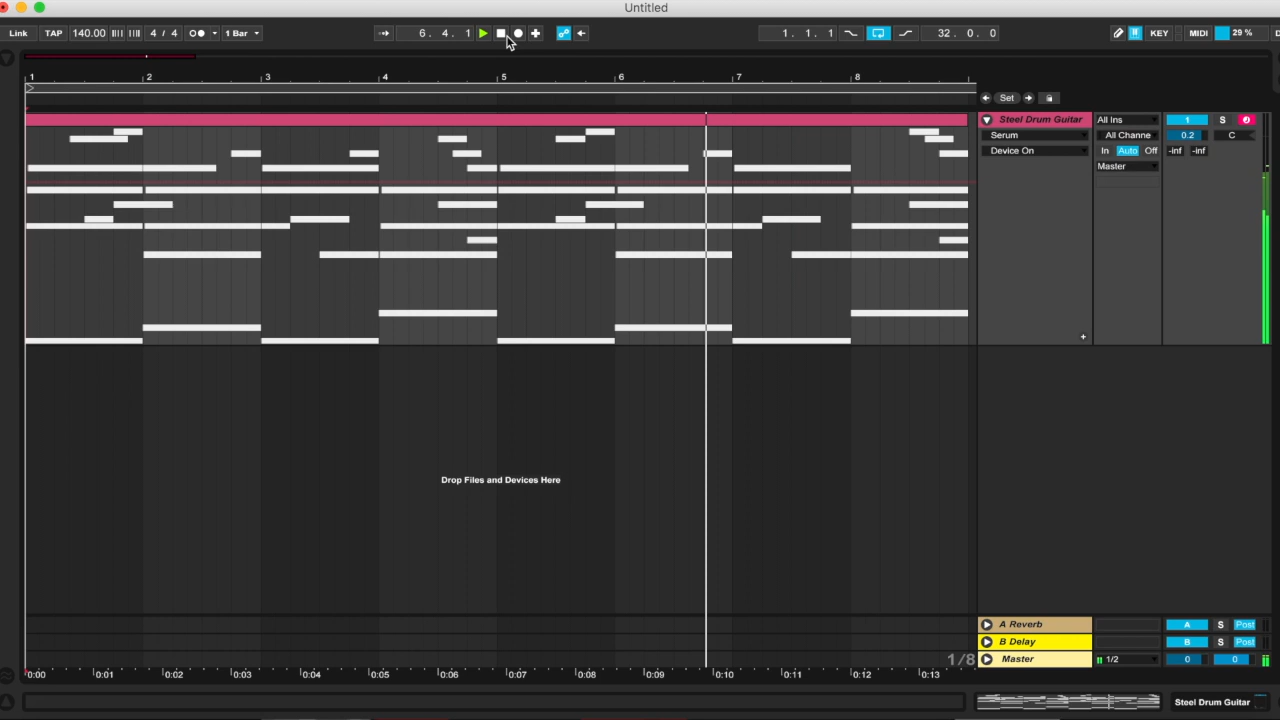 Untitled
Link TAP 140.00 4 / 4 1 Bar 6. 4. 1 1. 1. 1 32. 0. 0 KEY MIDI 29 %
1 2 3 4 5 6 7 8
Set
Steel Drum Guitar All Ins 1 S
Serum All Channe 0.2 C
Device On In Auto Off -inf -inf
Master
Drop Files and Devices Here
A Reverb A S Post
B Delay B S Post
1/8 Master 1/2 0 0
0:00 0:01 0:02 0:03 0:04 0:05 0:06 0:07 0:08 0:09 0:10 0:11 0:12 0:13
Steel Drum Guitar